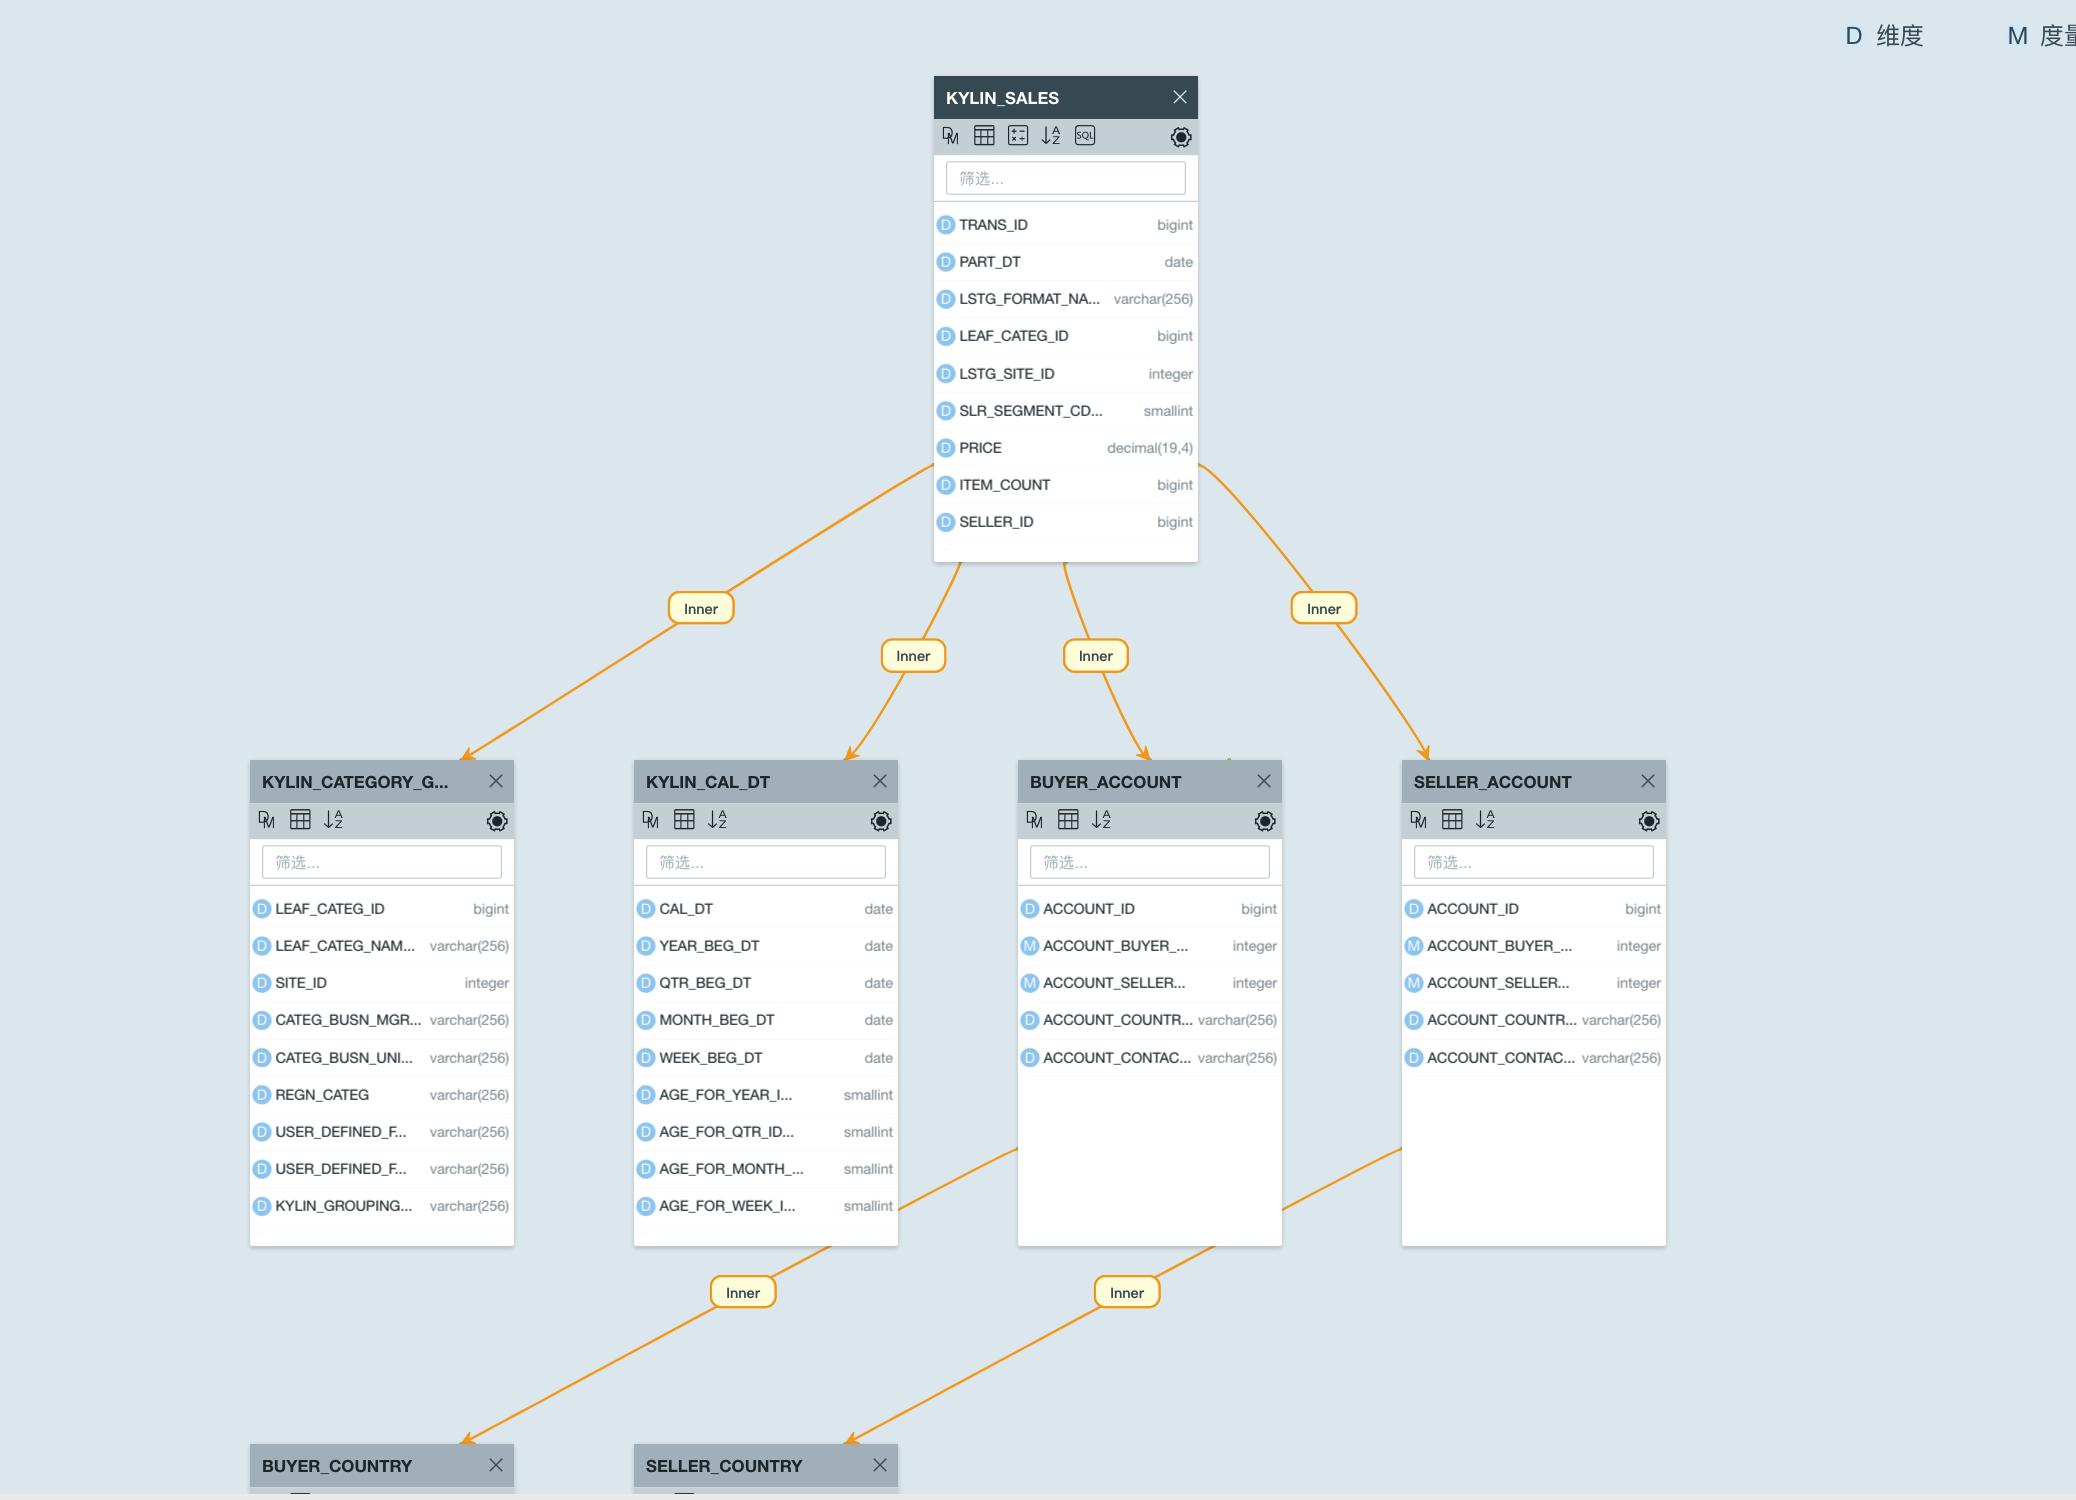 D 维度 M 度量
KYLIN_SALES
SQL
筛选...
D TRANS_ID bigint
D PART_DT date
D LSTG_FORMAT_NA... varchar(256)
D LEAF_CATEG_ID bigint
D LSTG_SITE_ID integer
D SLR_SEGMENT_CD... smallint
D PRICE decimal(19,4)
D ITEM_COUNT bigint
D SELLER_ID bigint
Inner
Inner
Inner
Inner
KYLIN_CATEGORY_G...
筛选...
D LEAF_CATEG_ID bigint
D LEAF_CATEG_NAM... varchar(256)
D SITE_ID integer
D CATEG_BUSN_MGR... varchar(256)
D CATEG_BUSN_UNI... varchar(256)
D REGN_CATEG varchar(256)
D USER_DEFINED_F... varchar(256)
D USER_DEFINED_F... varchar(256)
D KYLIN_GROUPING... varchar(256)
KYLIN_CAL_DT
筛选...
D CAL_DT date
D YEAR_BEG_DT date
D QTR_BEG_DT date
D MONTH_BEG_DT date
D WEEK_BEG_DT date
D AGE_FOR_YEAR_I... smallint
D AGE_FOR_QTR_ID... smallint
D AGE_FOR_MONTH_... smallint
D AGE_FOR_WEEK_I... smallint
BUYER_ACCOUNT
筛选...
D ACCOUNT_ID bigint
M ACCOUNT_BUYER_... integer
M ACCOUNT_SELLER... integer
D ACCOUNT_COUNTR... varchar(256)
D ACCOUNT_CONTAC... varchar(256)
SELLER_ACCOUNT
筛选...
D ACCOUNT_ID bigint
M ACCOUNT_BUYER_... integer
M ACCOUNT_SELLER... integer
D ACCOUNT_COUNTR... varchar(256)
D ACCOUNT_CONTAC... varchar(256)
Inner
Inner
BUYER_COUNTRY
SELLER_COUNTRY